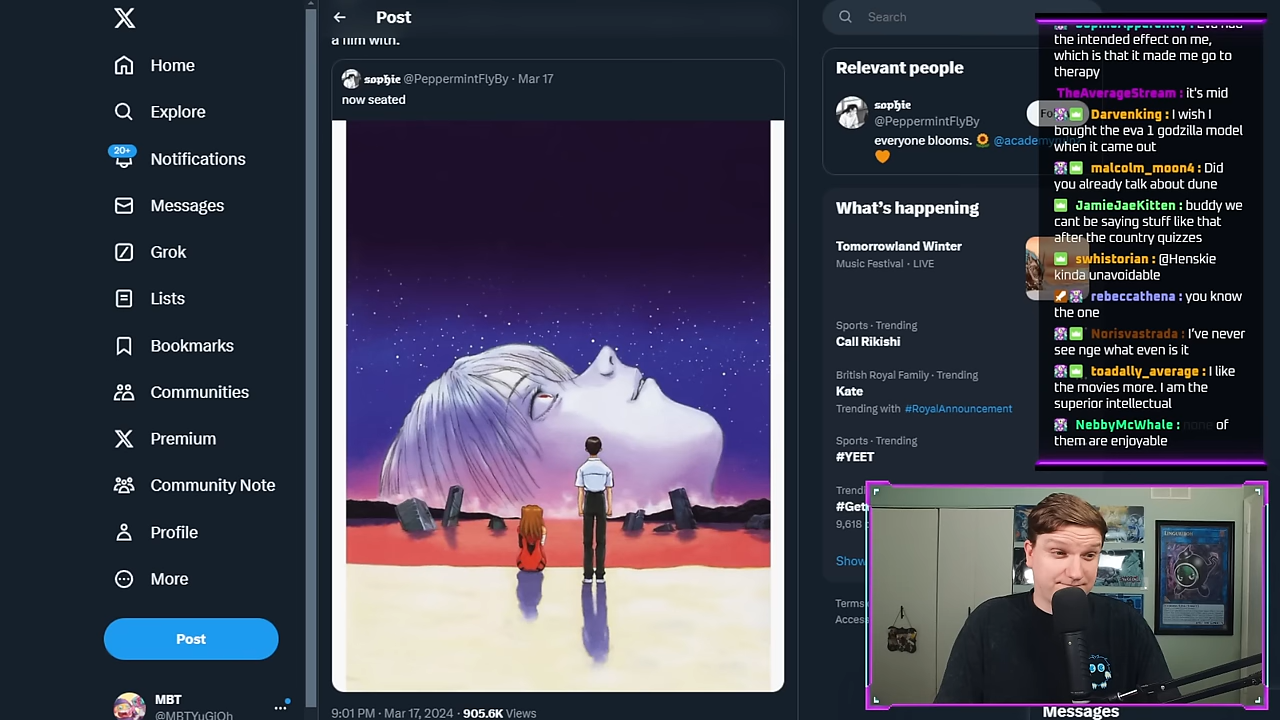 Home
Explore
20+
Notifications
Messages
Grok
Lists
Bookmarks
Communities
Premium
Community Note
Profile
More
Post
MBT
@MBTYuGiOh
Post
a film with.
sophie @PeppermintFlyBy · Mar 17
now seated
9:01 PM · Mar 17, 2024 · 905.6K Views
Search
Relevant people
sophie
@PeppermintFlyBy
everyone blooms. 🌻
🧡
What's happening
Tomorrowland Winter
Music Festival · LIVE
Sports · Trending
Call Rikishi
British Royal Family · Trending
Kate
Trending with #RoyalAnnouncement
Sports · Trending
#YEET
9,618
Show
Terms
Messages
the intended effect on me,
which is that it made me go to
therapy
TheAverageStream : it's mid
Darvenking : I wish I
bought the eva 1 godzilla model
when it came out
malcolm_moon4 : Did
you already talk about dune
JamieJaeKitten : buddy we
cant be saying stuff like that
after the country quizzes
swhistorian : @Henskie
kinda unavoidable
rebeccathena : you know
the one
Norisvastrada : I've never
see nge what even is it
toadally_average : I like
the movies more. I am the
superior intellectual
NebbyMcWhale : none of
them are enjoyable